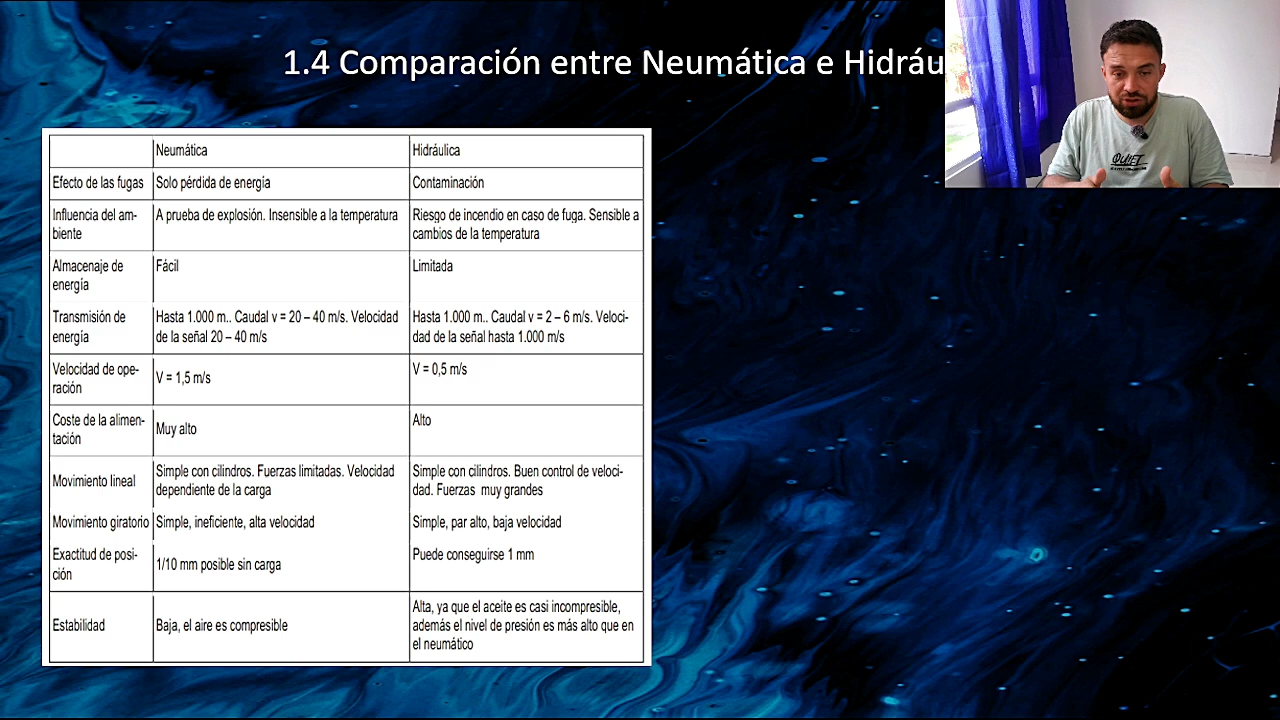 1.4 Comparación entre Neumática e Hidráu
Neumática
Hidráulica
Efecto de las fugas
Solo pérdida de energía
Contaminación
Influencia del am-
biente
A prueba de explosión. Insensible a la temperatura
Riesgo de incendio en caso de fuga. Sensible a
cambios de la temperatura
Almacenaje de
energía
Fácil
Limitada
Transmisión de
energía
Hasta 1.000 m.. Caudal v = 20 – 40 m/s. Velocidad
de la señal 20 – 40 m/s
Hasta 1.000 m.. Caudal v = 2 – 6 m/s. Veloci-
dad de la señal hasta 1.000 m/s
Velocidad de ope-
ración
V = 1,5 m/s
V = 0,5 m/s
Coste de la alimen-
tación
Muy alto
Alto
Movimiento lineal
Simple con cilindros. Fuerzas limitadas. Velocidad
dependiente de la carga
Simple con cilindros. Buen control de veloci-
dad. Fuerzas muy grandes
Movimiento giratorio
Simple, ineficiente, alta velocidad
Simple, par alto, baja velocidad
Exactitud de posi-
ción
1/10 mm posible sin carga
Puede conseguirse 1 mm
Estabilidad
Baja, el aire es compresible
Alta, ya que el aceite es casi incompresible,
además el nivel de presión es más alto que en
el neumático
QUIET